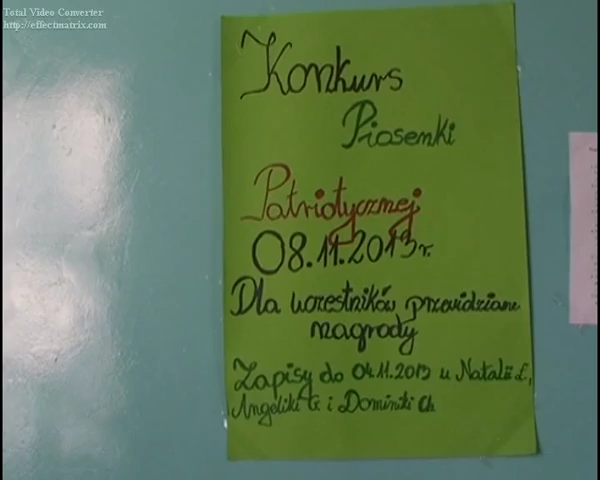 Total Video Converter
http://effectmatrix.com
Konkurs
Piosenki
Patriotycznej
08.11.2013r.
Dla uczestników przewidziane
nagrody
Zapisy do 04.11.2013 u Natalii Ł.,
Angeliki G. i Dominiki Ch.